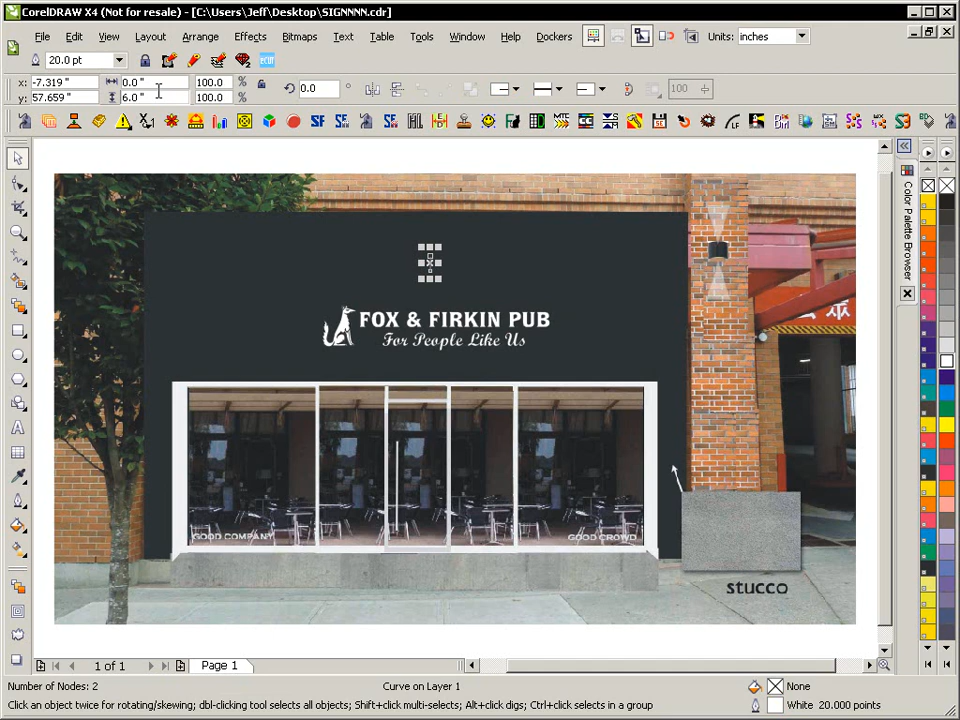 CorelDRAW X4 (Not for resale) - [C:\Users\Jeff\Desktop\SIGNNNN.cdr]
File Edit View Layout Arrange Effects Bitmaps Text Table Tools Window Help Dockers Units: inches
20.0 pt
x: -7.319 " 0.0 " 100.0 % 0.0 ° 100
y: 57.659 " 6.0 " 100.0 %
Color Palette Browser
FOX & FIRKIN PUB
For People Like Us
GOOD COMPANY GOOD CROWD
stucco
1 of 1 Page 1
Number of Nodes: 2 Curve on Layer 1 None
Click an object twice for rotating/skewing; dbl-clicking tool selects all objects; Shift+click multi-selects; Alt+click digs; Ctrl+click selects in a group White 20.000 points